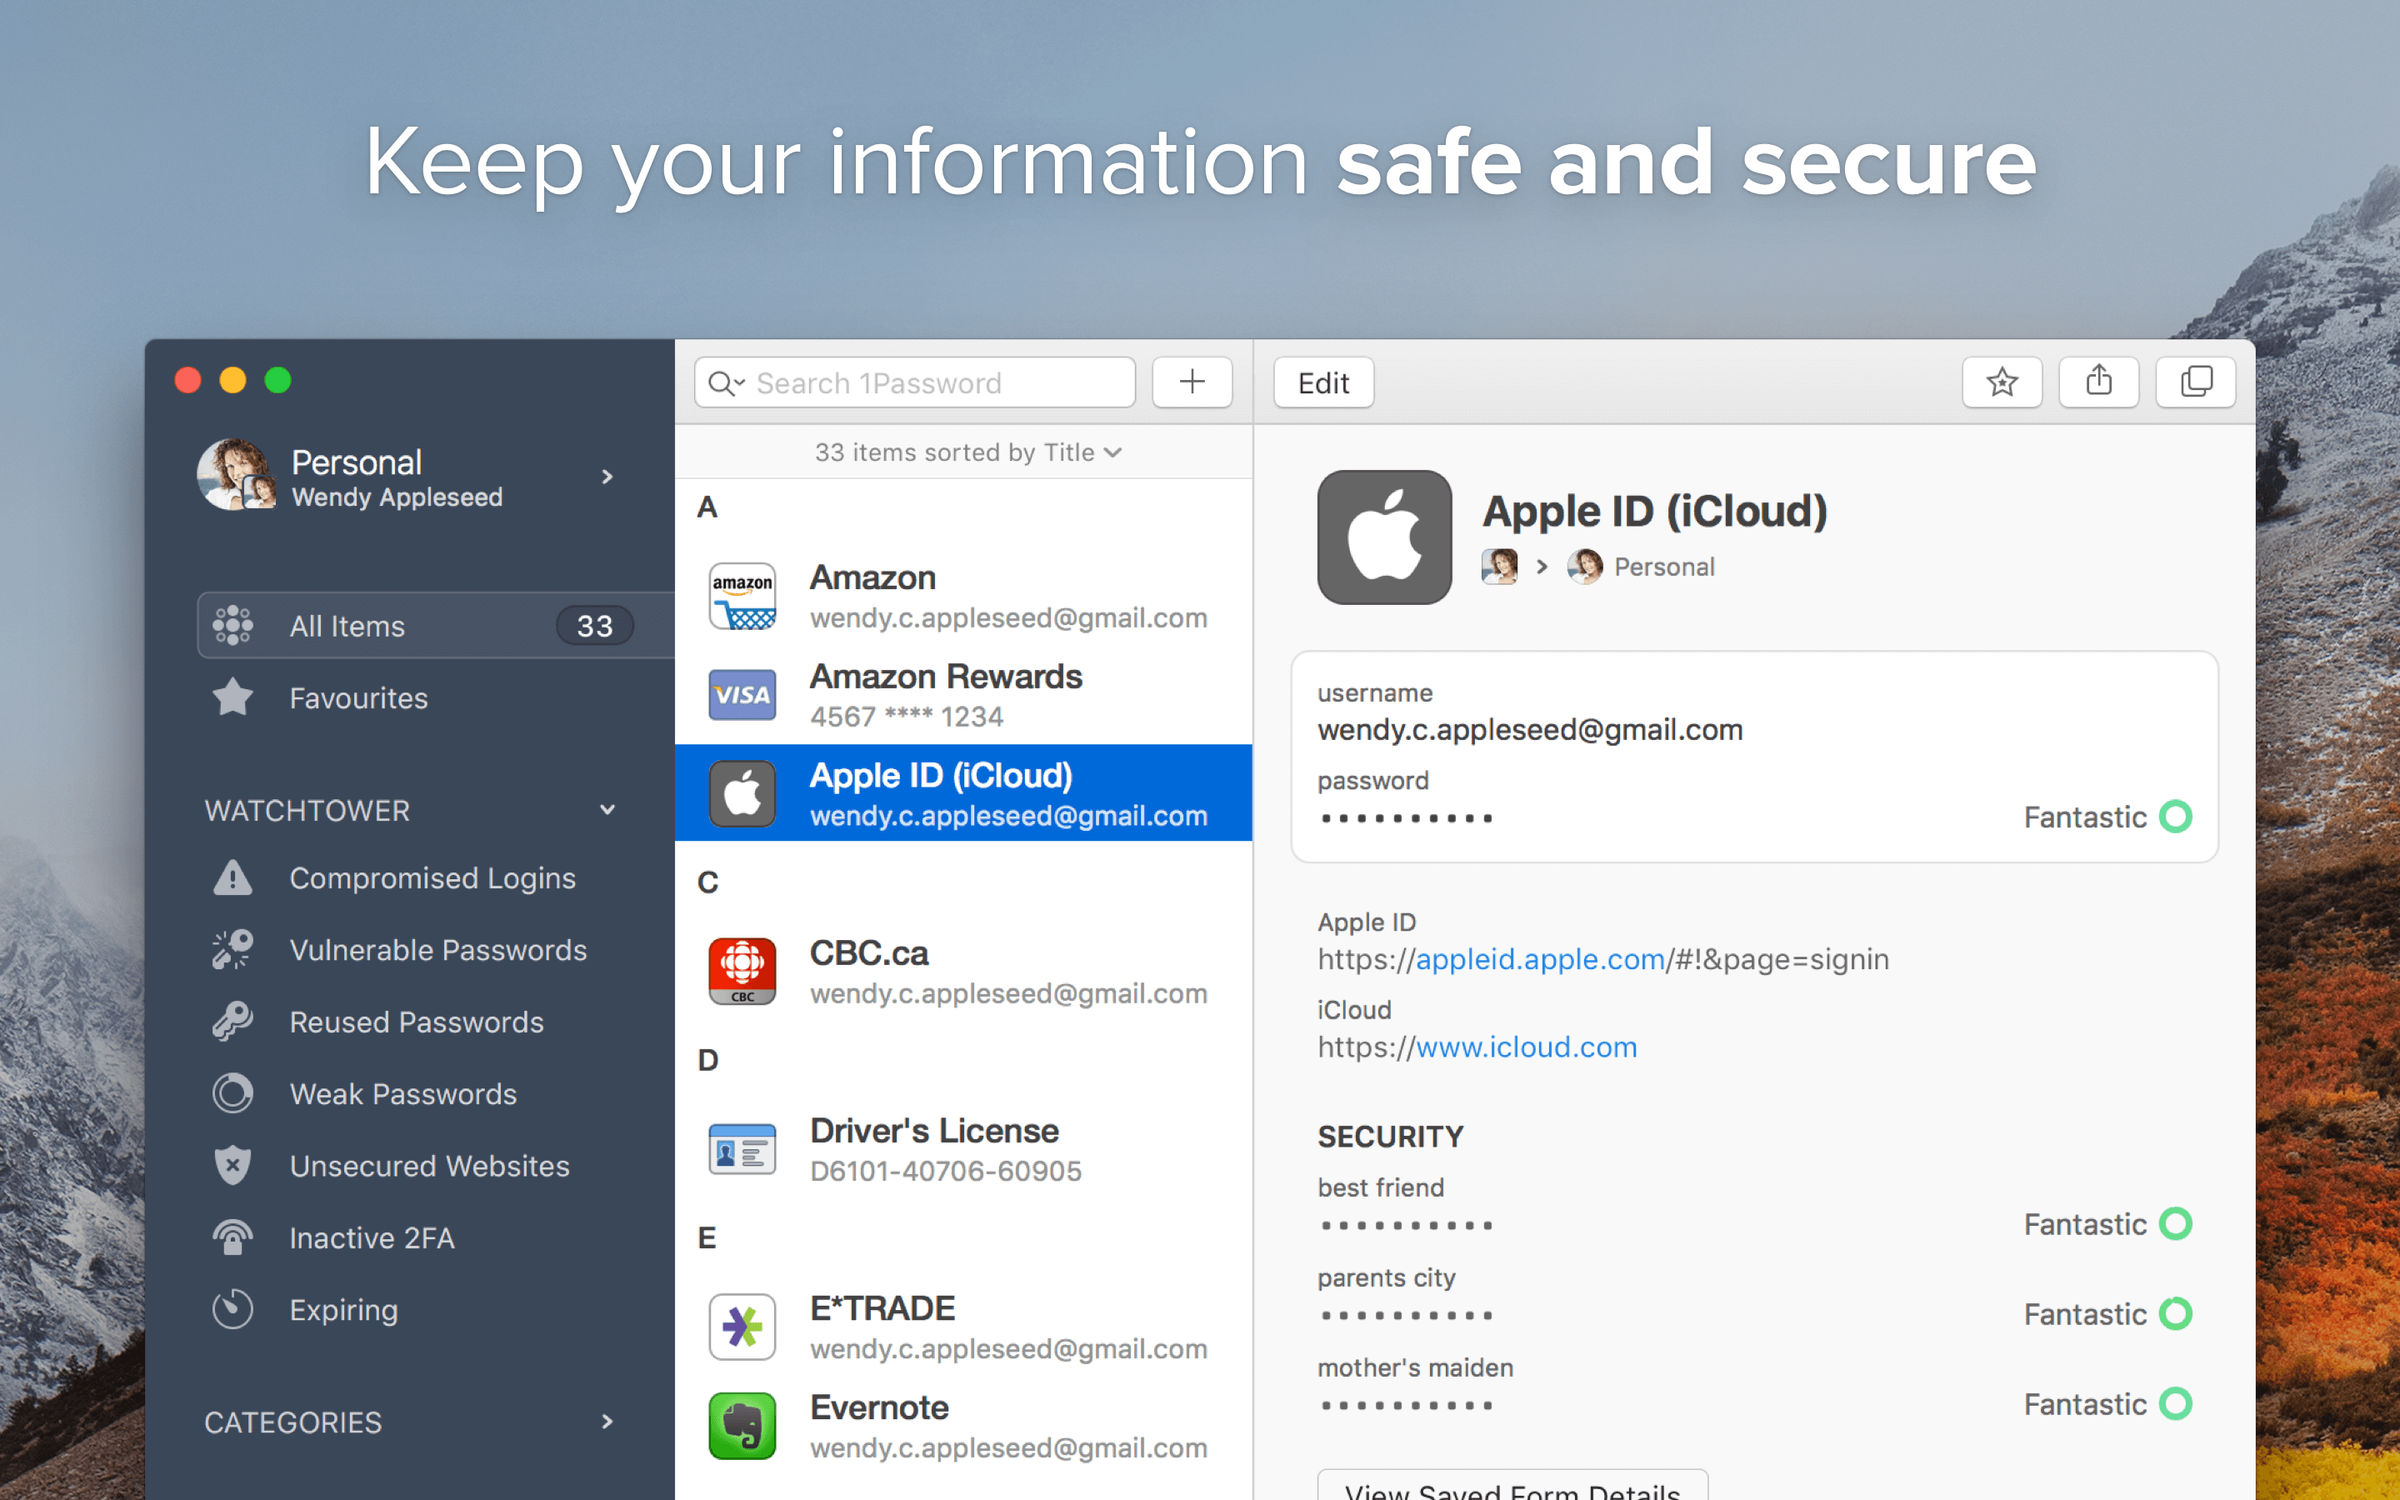 Keep your information safe and secure
Personal
Wendy Appleseed
All Items 33
Favourites
WATCHTOWER
Compromised Logins
Vulnerable Passwords
Reused Passwords
Weak Passwords
Unsecured Websites
Inactive 2FA
Expiring
CATEGORIES
Search 1Password
33 items sorted by Title
A
amazon
Amazon
wendy.c.appleseed@gmail.com
VISA
Amazon Rewards
4567 **** 1234
Apple ID (iCloud)
wendy.c.appleseed@gmail.com
C
CBC
CBC.ca
wendy.c.appleseed@gmail.com
D
Driver's License
D6101-40706-60905
E
E*TRADE
wendy.c.appleseed@gmail.com
Evernote
wendy.c.appleseed@gmail.com
Edit
Apple ID (iCloud)
Personal
username
wendy.c.appleseed@gmail.com
password
•••••••••• Fantastic
Apple ID
https://appleid.apple.com/#!&page=signin
iCloud
https://www.icloud.com
SECURITY
best friend
•••••••••• Fantastic
parents city
•••••••••• Fantastic
mother's maiden
•••••••••• Fantastic
View Saved Form Details